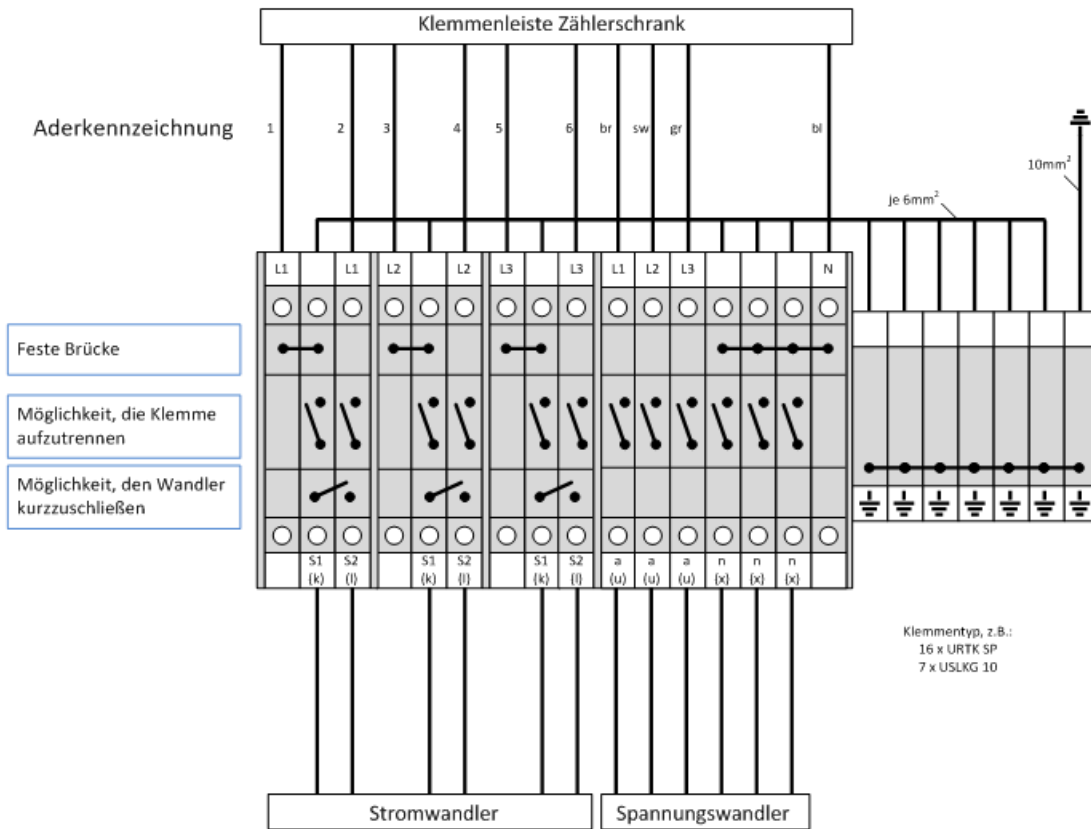 Klemmenleiste Zählerschrank
Aderkennzeichnung
1 2 3 4 5 6 br sw gr bl
10mm²
je 6mm²
L1 L1 L2 L2 L3 L3 L1 L2 L3 N
Feste Brücke
Möglichkeit, die Klemme
aufzutrennen
Möglichkeit, den Wandler
kurzzuschließen
S1 S2 S1 S2 S1 S2 a a a n n n
(k) (l) (k) (l) (k) (l) (u) (u) (u) (x) (x) (x)
Klemmentyp, z.B.:
16 x URTK SP
7 x USLKG 10
Stromwandler
Spannungswandler